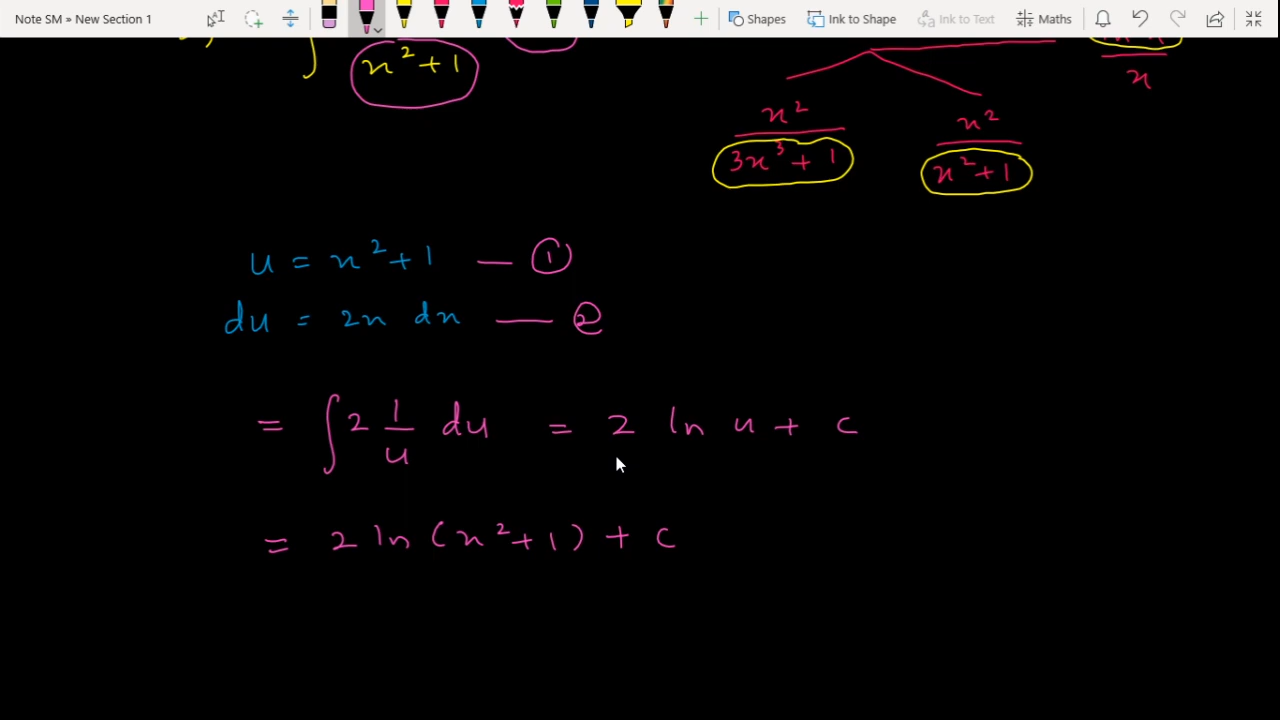 Note SM » New Section 1
Shapes Ink to Shape Ink to Text Maths
∫ x²+1
x
x²/(3x³+1) x²/(x²+1)
u = x²+1 — ①
du = 2x dx — ②
= ∫ 2 1/u du = 2 ln u + c
= 2 ln(x²+1) + c